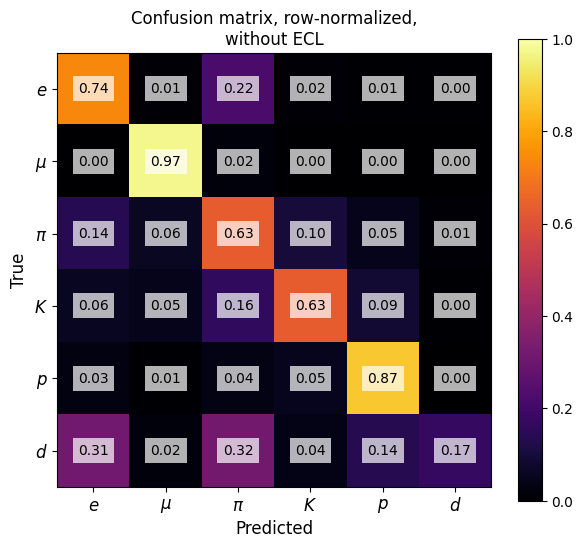 Confusion matrix, row-normalized,
without ECL
1.0
e 0.74 0.01 0.22 0.02 0.01 0.00
0.8
μ 0.00 0.97 0.02 0.00 0.00 0.00
π 0.14 0.06 0.63 0.10 0.05 0.01
0.6
True
K 0.06 0.05 0.16 0.63 0.09 0.00
0.4
p 0.03 0.01 0.04 0.05 0.87 0.00
0.2
d 0.31 0.02 0.32 0.04 0.14 0.17
0.0
e μ π K p d
Predicted